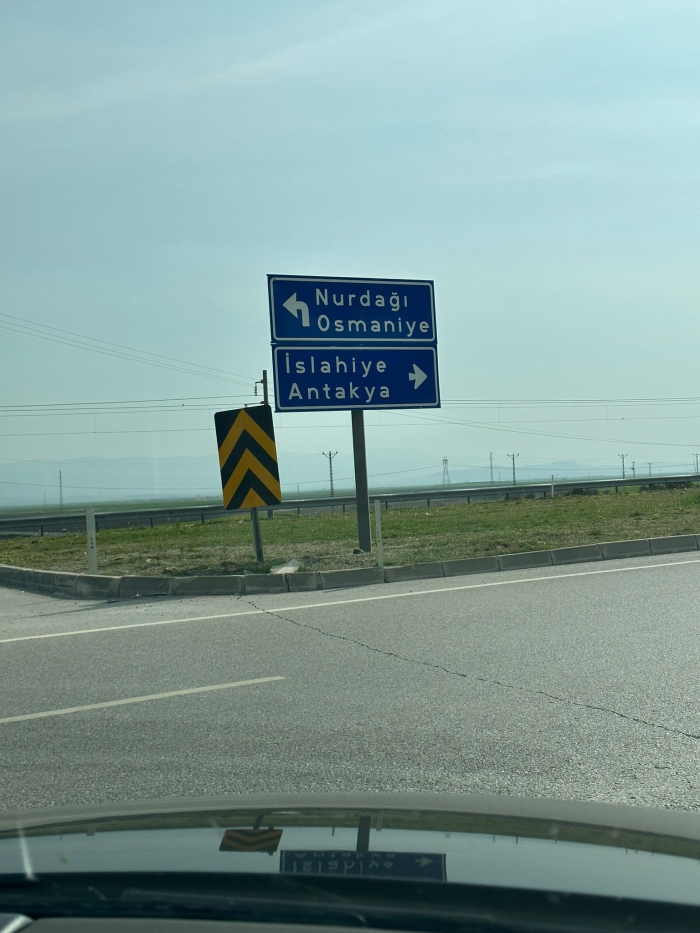 Nurdağı
Osmaniye
İslahiye
Antakya